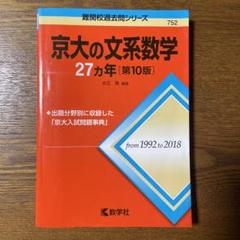 難関校過去問シリーズ
752
京大の文系数学
27カ年[第10版]
◆出題分野別に収録した
「京大入試問題事典」
from 1992 to 2018
教学社